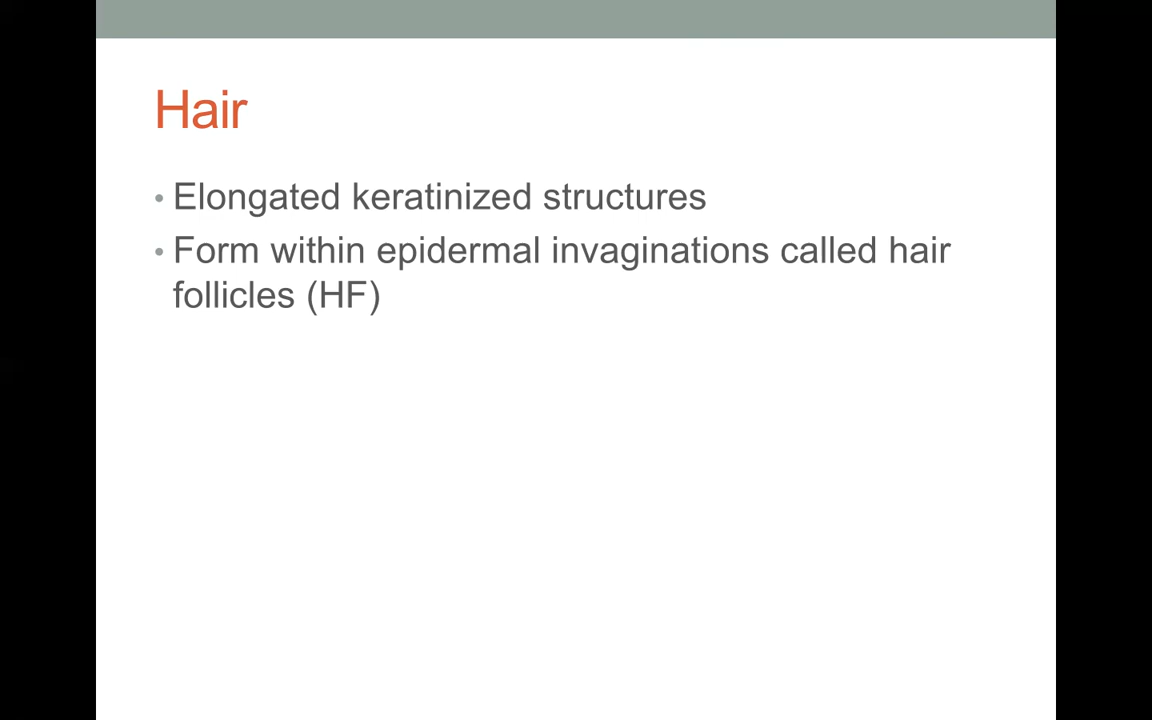 Hair
• Elongated keratinized structures
• Form within epidermal invaginations called hair
follicles (HF)